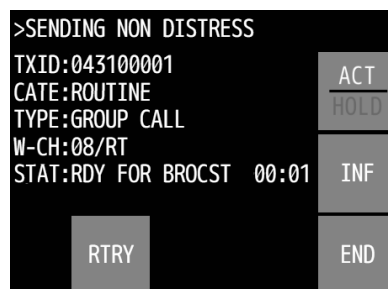 >SENDING NON DISTRESS
TXID:043100001
CATE:ROUTINE
TYPE:GROUP CALL
W-CH:08/RT
STAT:RDY FOR BROCST 00:01
ACT
HOLD
INF
RTRY
END